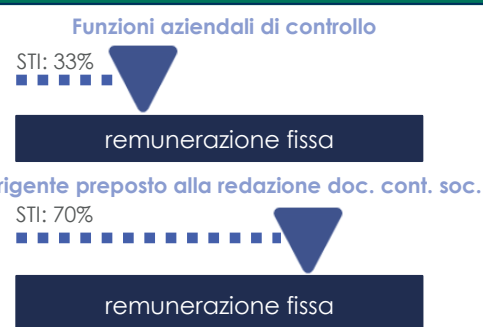 Funzioni aziendali di controllo
STI: 33%
remunerazione fissa
rigente preposto alla redazione doc. cont. soc.
STI: 70%
remunerazione fissa